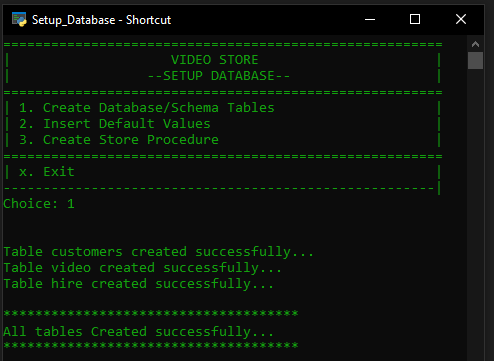 Setup_Database - Shortcut
======================================================
| VIDEO STORE |
| --SETUP DATABASE-- |
======================================================
| 1. Create Database/Schema Tables |
| 2. Insert Default Values |
| 3. Create Store Procedure |
======================================================
| x. Exit |
-----------------------------------------------------|
Choice: 1
Table customers created successfully...
Table video created successfully...
Table hire created successfully...
*************************************
All tables Created successfully...
*************************************